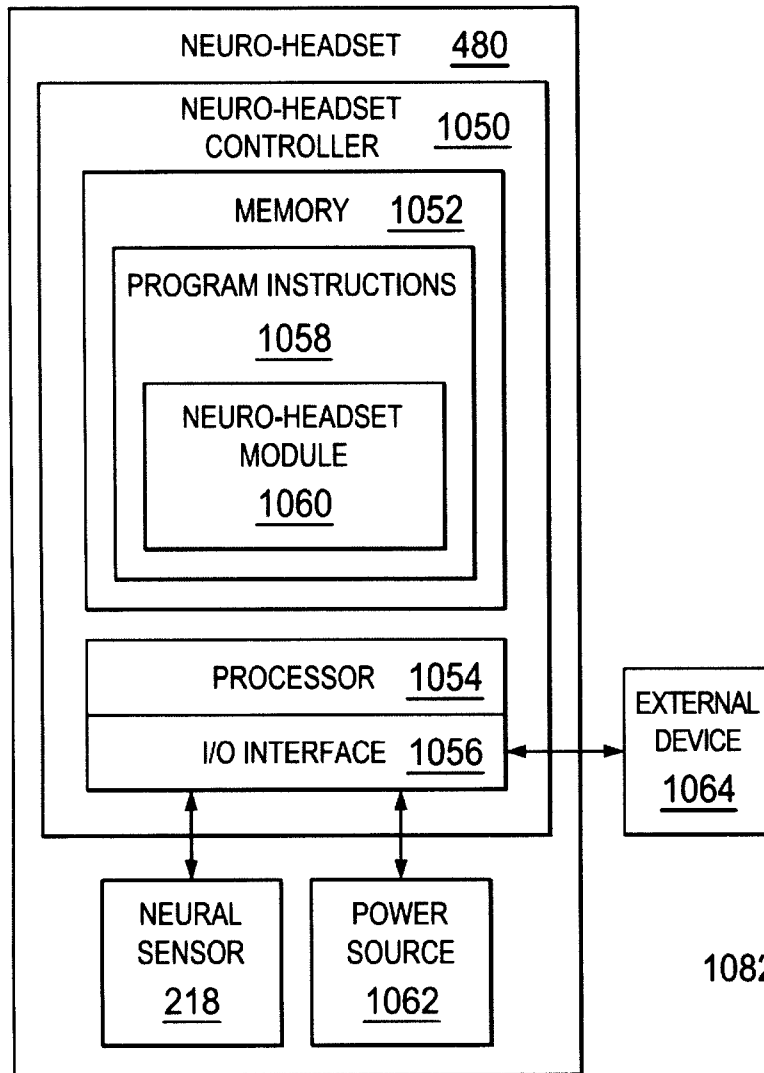 NEURO-HEADSET 480
NEURO-HEADSET
CONTROLLER 1050
MEMORY 1052
PROGRAM INSTRUCTIONS
1058
NEURO-HEADSET
MODULE
1060
PROCESSOR 1054
I/O INTERFACE 1056
EXTERNAL
DEVICE
1064
NEURAL
SENSOR
218
POWER
SOURCE
1062
1082